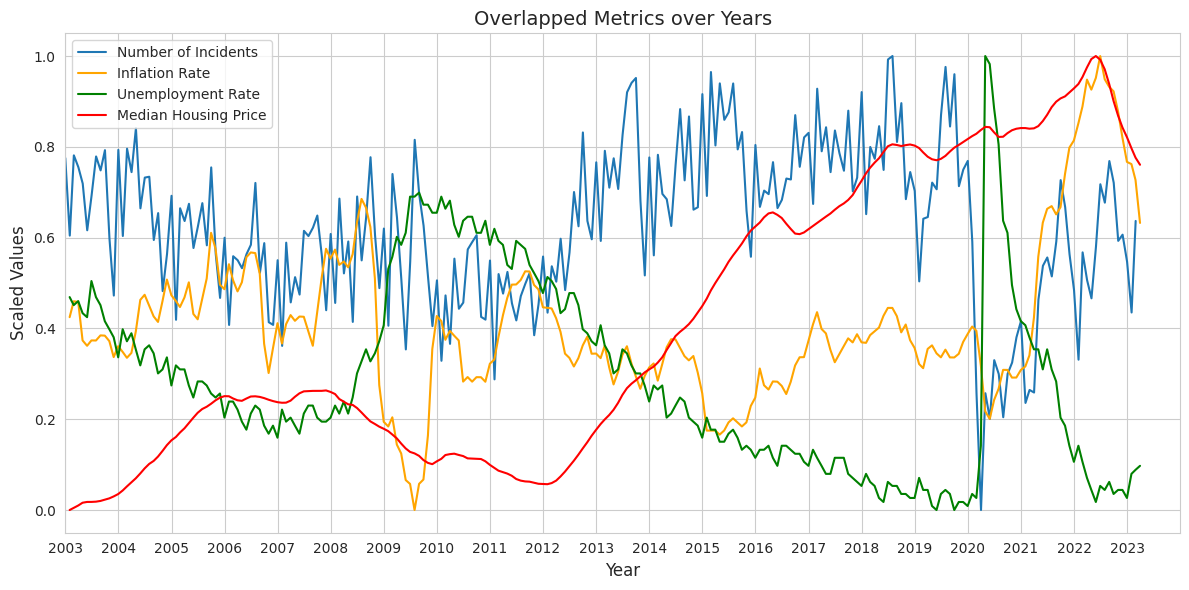 Overlapped Metrics over Years
Number of Incidents
Inflation Rate
Unemployment Rate
Median Housing Price
Scaled Values
1.0
0.8
0.6
0.4
0.2
0.0
2003 2004 2005 2006 2007 2008 2009 2010 2011 2012 2013 2014 2015 2016 2017 2018 2019 2020 2021 2022 2023
Year